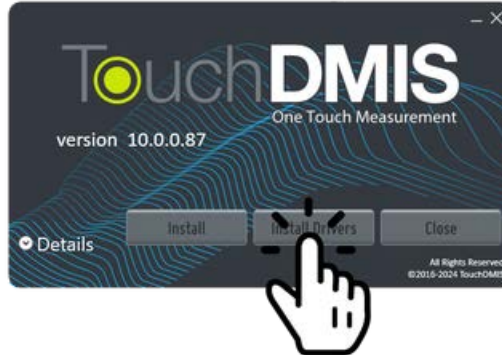 TouchDMIS
One Touch Measurement
version 10.0.0.87
Install
Install Drivers
Close
Details
All Rights Reserved
©2016-2024 TouchDMIS